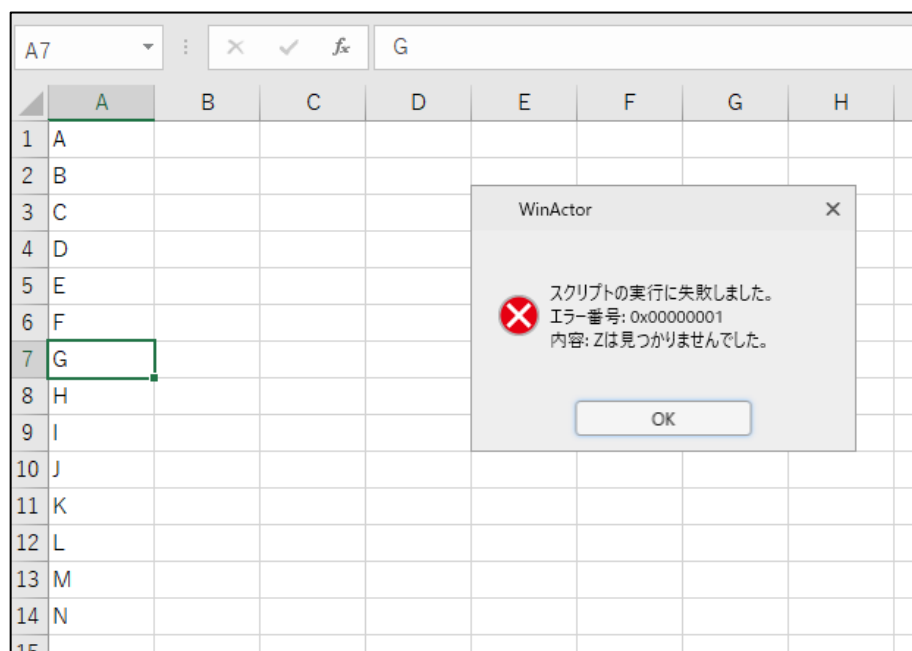 A7 fx G
A B C D E F G H
1 A
2 B
3 C
4 D
5 E
6 F
7 G
8 H
9 I
10 J
11 K
12 L
13 M
14 N
15
WinActor
スクリプトの実行に失敗しました。
エラー番号: 0x00000001
内容: Zは見つかりませんでした。
OK